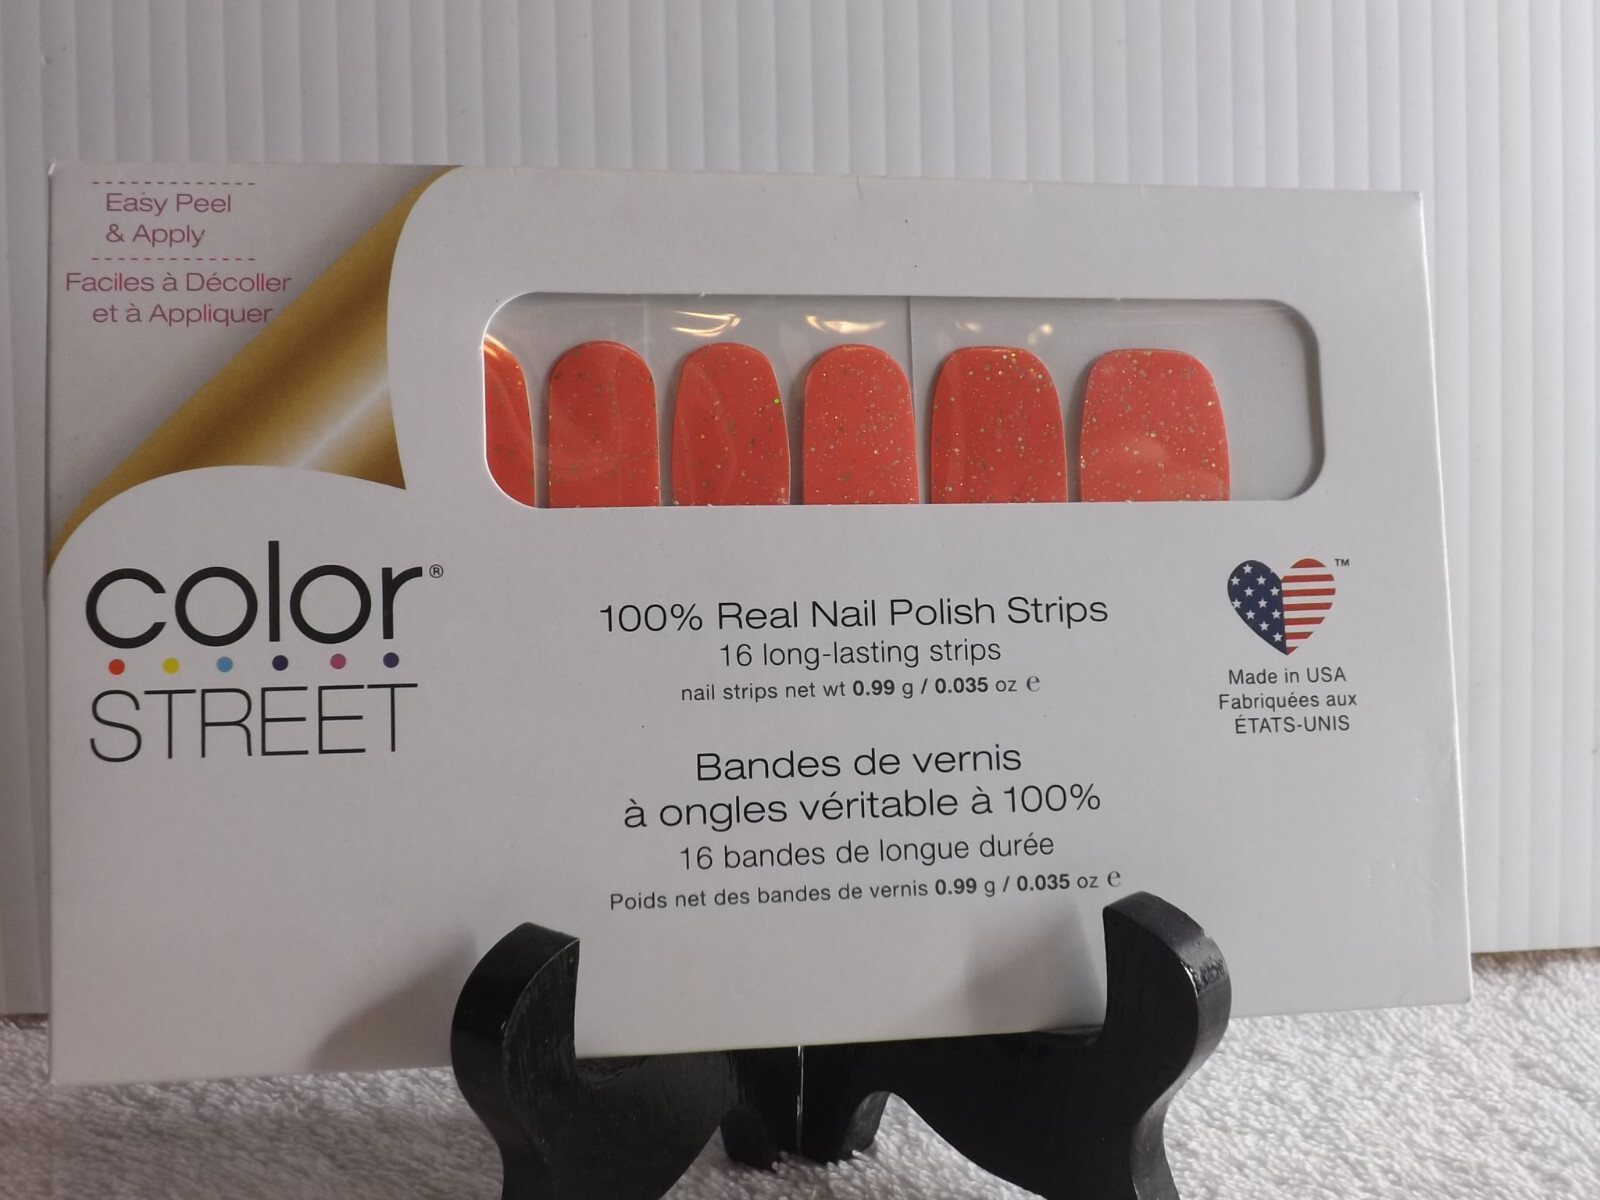 Easy Peel
& Apply
Faciles à Décoller
et à Appliquer
color®
STREET
100% Real Nail Polish Strips
16 long-lasting strips
nail strips net wt 0.99 g / 0.035 oz ℮
Bandes de vernis
à ongles véritable à 100%
16 bandes de longue durée
Poids net des bandes de vernis 0.99 g / 0.035 oz ℮
™
Made in USA
Fabriquées aux
ÉTATS-UNIS